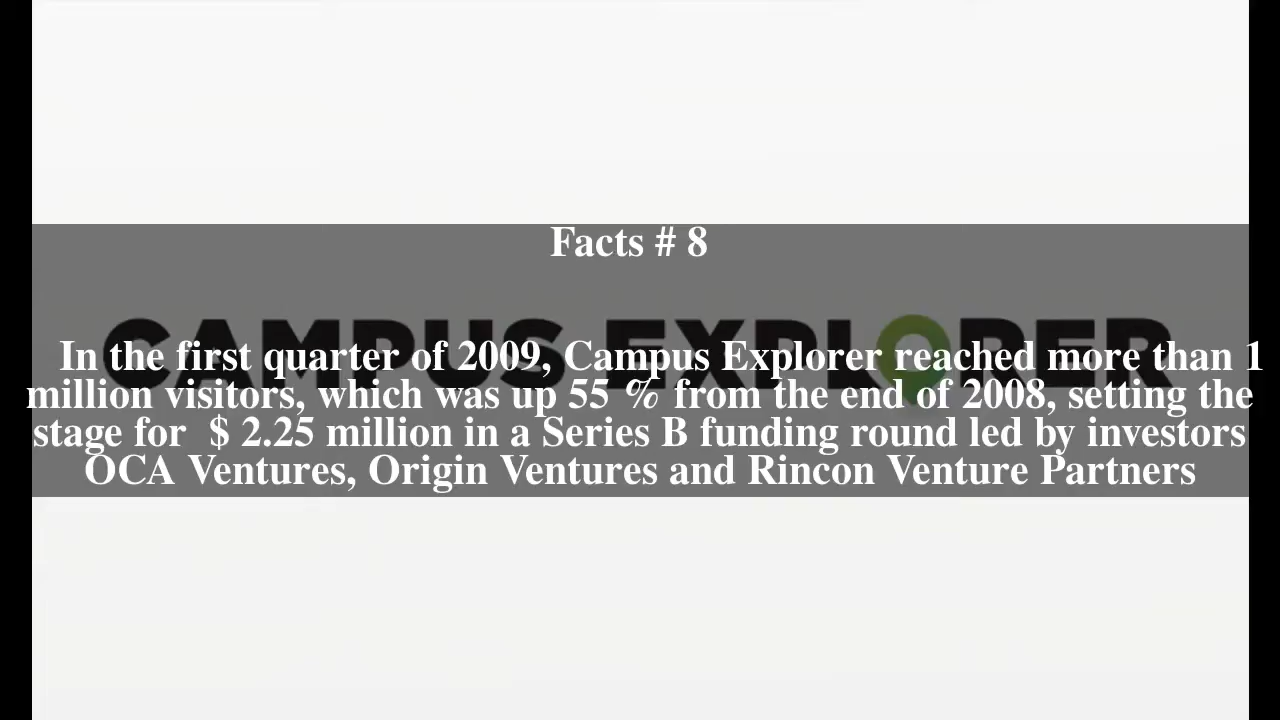 Facts # 8
CAMPUS EXPLORER
In the first quarter of 2009, Campus Explorer reached more than 1
million visitors, which was up 55 % from the end of 2008, setting the
stage for  $ 2.25 million in a Series B funding round led by investors
OCA Ventures, Origin Ventures and Rincon Venture Partners